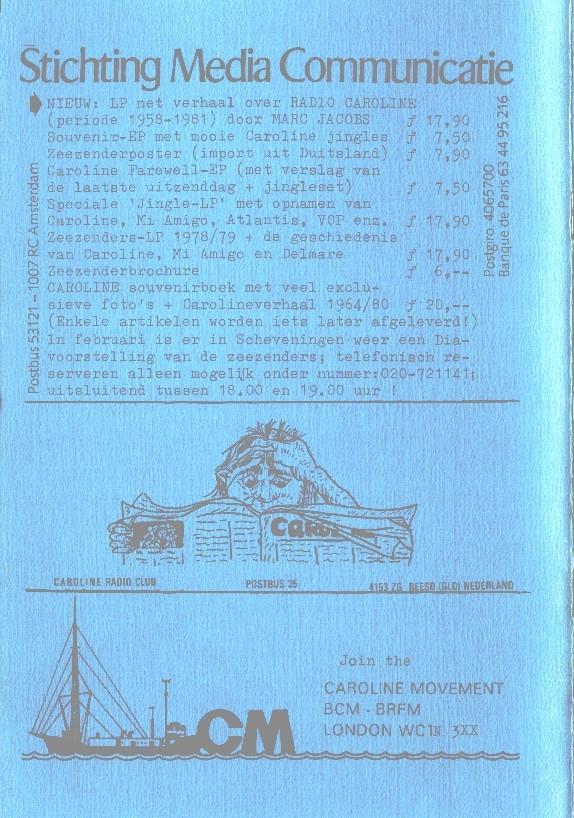 Stichting Media Communicatie
NIEUW: LP met verhaal over RADIO CAROLINE
(periode 1958-1981) door MARC JACOBS f 17,90
Souvenir-EP met mooie Caroline jingles f 7,50
Zeezenderposter (import uit Duitsland) f 7,90
Caroline Farewell-EP (met verslag van
de laatste uitzenddag + jingleset) f 7,50
Speciale 'Jingle-LP' met opnamen van
Caroline, Mi Amigo, Atlantis, VOP enz. f 17,90
Zeezenders-LP 1978/79 + de geschiedenis
van Caroline, Mi Amigo en Delmare f 17,90
Zeezenderbrochure f 6,--
CAROLINE souvenirboek met veel exclu-
sieve foto's + Carolineverhaal 1964/80 f 20,--
(Enkele artikelen worden iets later afgeleverd!)
In februari is er in Scheveningen weer een Dia-
voorstelling van de zeezenders; telefonisch re-
serveren alleen mogelijk onder nummer:020-721141;
uitsluitend tussen 18.00 en 19.00 uur !
Postbus 53121 – 1007 RC Amsterdam
Postgiro. 4065700
Banque de Paris 63 44 95 216
CAROLINE RADIO CLUB POSTBUS 35 4153 ZG BEESD (GLD) NEDERLAND
Join the
CAROLINE MOVEMENT
BCM - BRFM
LONDON WC1N 3XX
CM